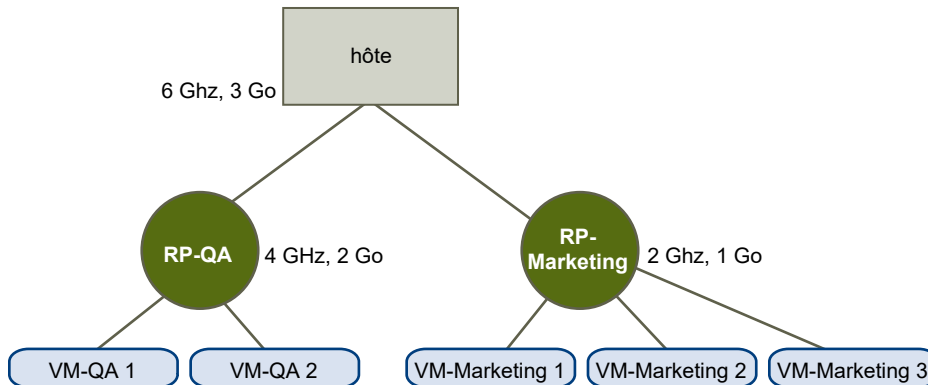 hôte
6 Ghz, 3 Go
RP-QA
4 GHz, 2 Go
RP-
Marketing
2 Ghz, 1 Go
VM-QA 1
VM-QA 2
VM-Marketing 1
VM-Marketing 2
VM-Marketing 3